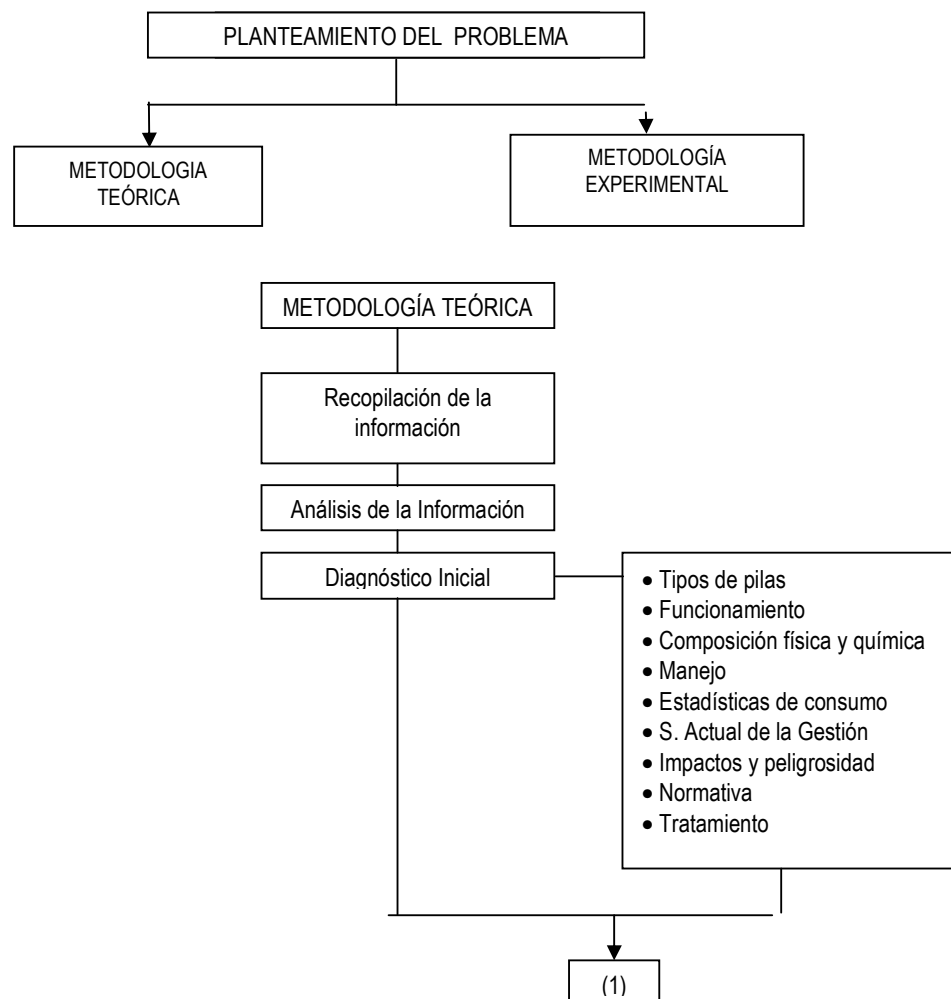 PLANTEAMIENTO DEL PROBLEMA
METODOLOGIA
TEÓRICA
METODOLOGÍA
EXPERIMENTAL
METODOLOGÍA TEÓRICA
Recopilación de la
información
Análisis de la Información
Diagnóstico Inicial
• Tipos de pilas
• Funcionamiento
• Composición física y química
• Manejo
• Estadísticas de consumo
• S. Actual de la Gestión
• Impactos y peligrosidad
• Normativa
• Tratamiento
(1)